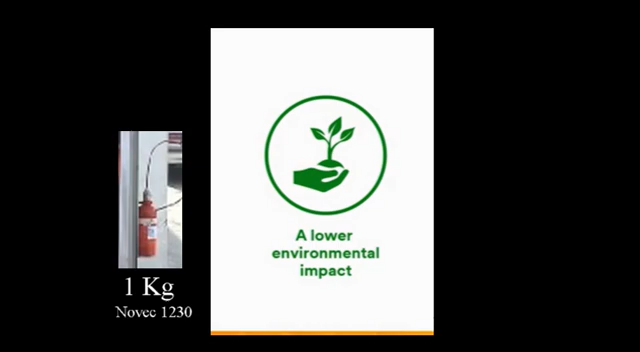 A lower
environmental
impact
1 Kg
Novec 1230